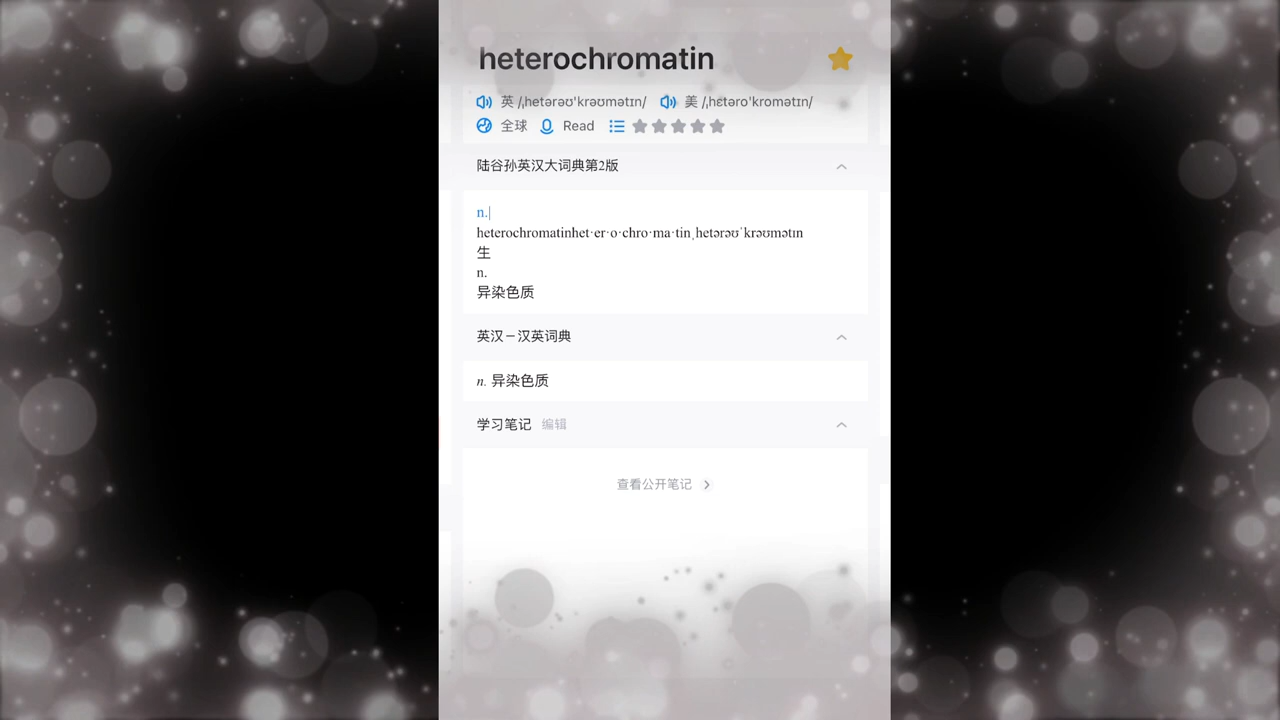 heterochromatin
英 /ˌhetərəʊˈkrəʊmətɪn/ 美 /ˌhɛtəroˈkromətɪn/
全球 Read
陆谷孙英汉大词典第2版
n.
heterochromatinhet·er·o·chro·ma·tinˌhetərəʊˈkrəʊmətɪn
生
n.
异染色质
英汉－汉英词典
n. 异染色质
学习笔记 编辑
查看公开笔记